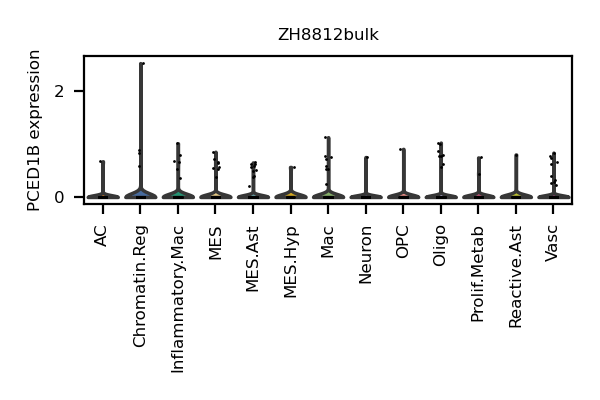 ZH8812bulk
PCED1B expression
2
0
AC
Chromatin.Reg
Inflammatory.Mac
MES
MES.Ast
MES.Hyp
Mac
Neuron
OPC
Oligo
Prolif.Metab
Reactive.Ast
Vasc